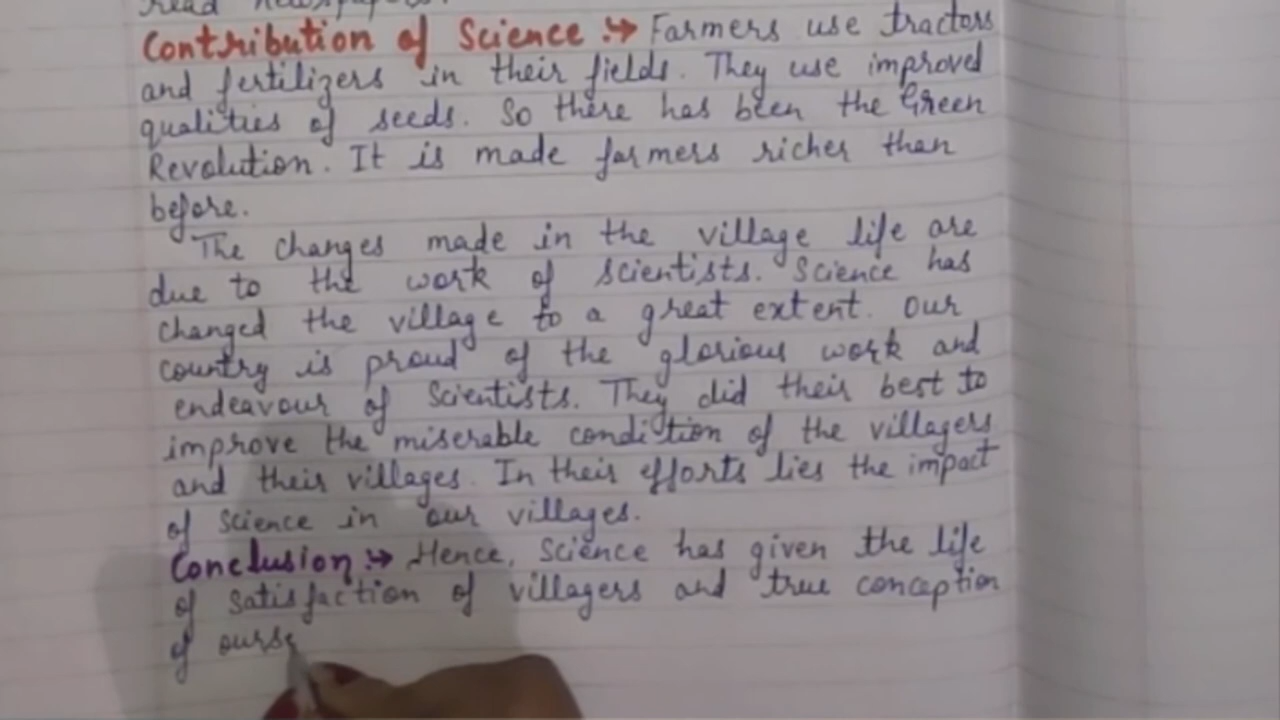 read newspapers.
Contribution of Science :→ Farmers use tractors
and fertilizers in their fields. They use improved
qualities of seeds. So there has been the Green
Revolution. It is made farmers richer than
before.
The changes made in the village life are
due to the work of scientists. Science has
changed the village to a great extent. Our
country is proud of the glorious work and
endeavour of Scientists. They did their best to
improve the miserable condition of the villagers
and their villages. In their efforts lies the impact
of science in our villages.
Conclusion :→ Hence, Science has given the life
of satisfaction of villagers and true conception
of ourse